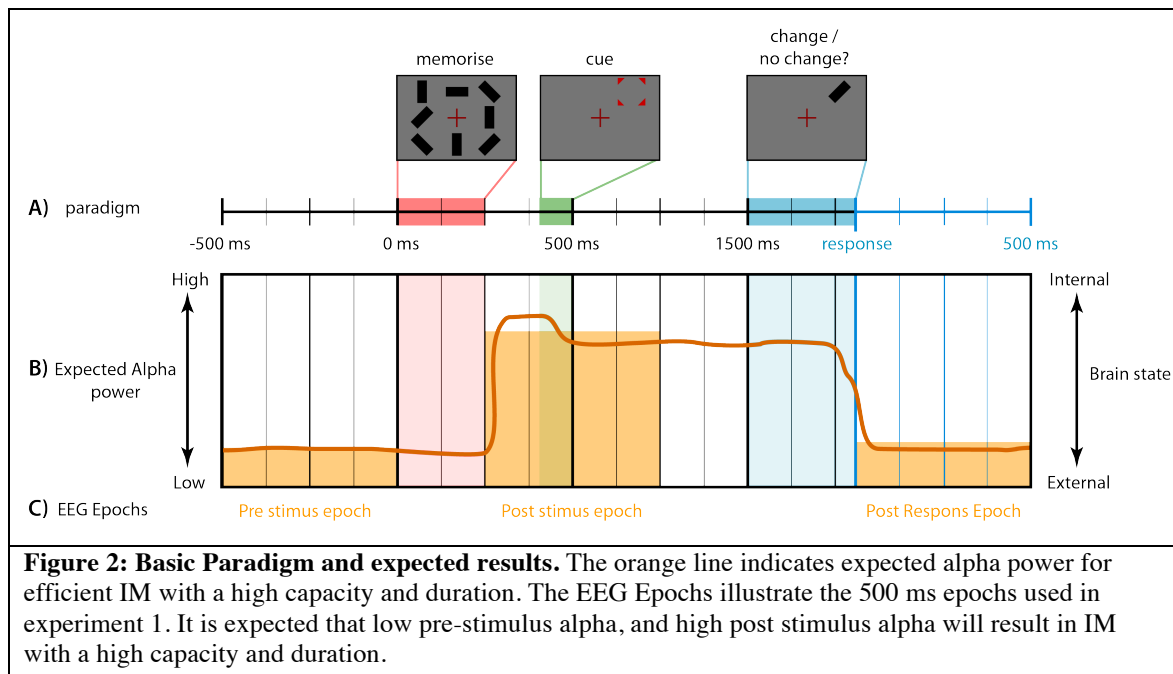 memorise
cue
change /
no change?
A) paradigm
-500 ms
0 ms
500 ms
1500 ms
response
500 ms
High
Internal
B) Expected Alpha
power
Brain state
Low
External
C) EEG Epochs
Pre stimus epoch
Post stimus epoch
Post Respons Epoch
Figure 2: Basic Paradigm and expected results. The orange line indicates expected alpha power for
efficient IM with a high capacity and duration. The EEG Epochs illustrate the 500 ms epochs used in
experiment 1. It is expected that low pre-stimulus alpha, and high post stimulus alpha will result in IM
with a high capacity and duration.